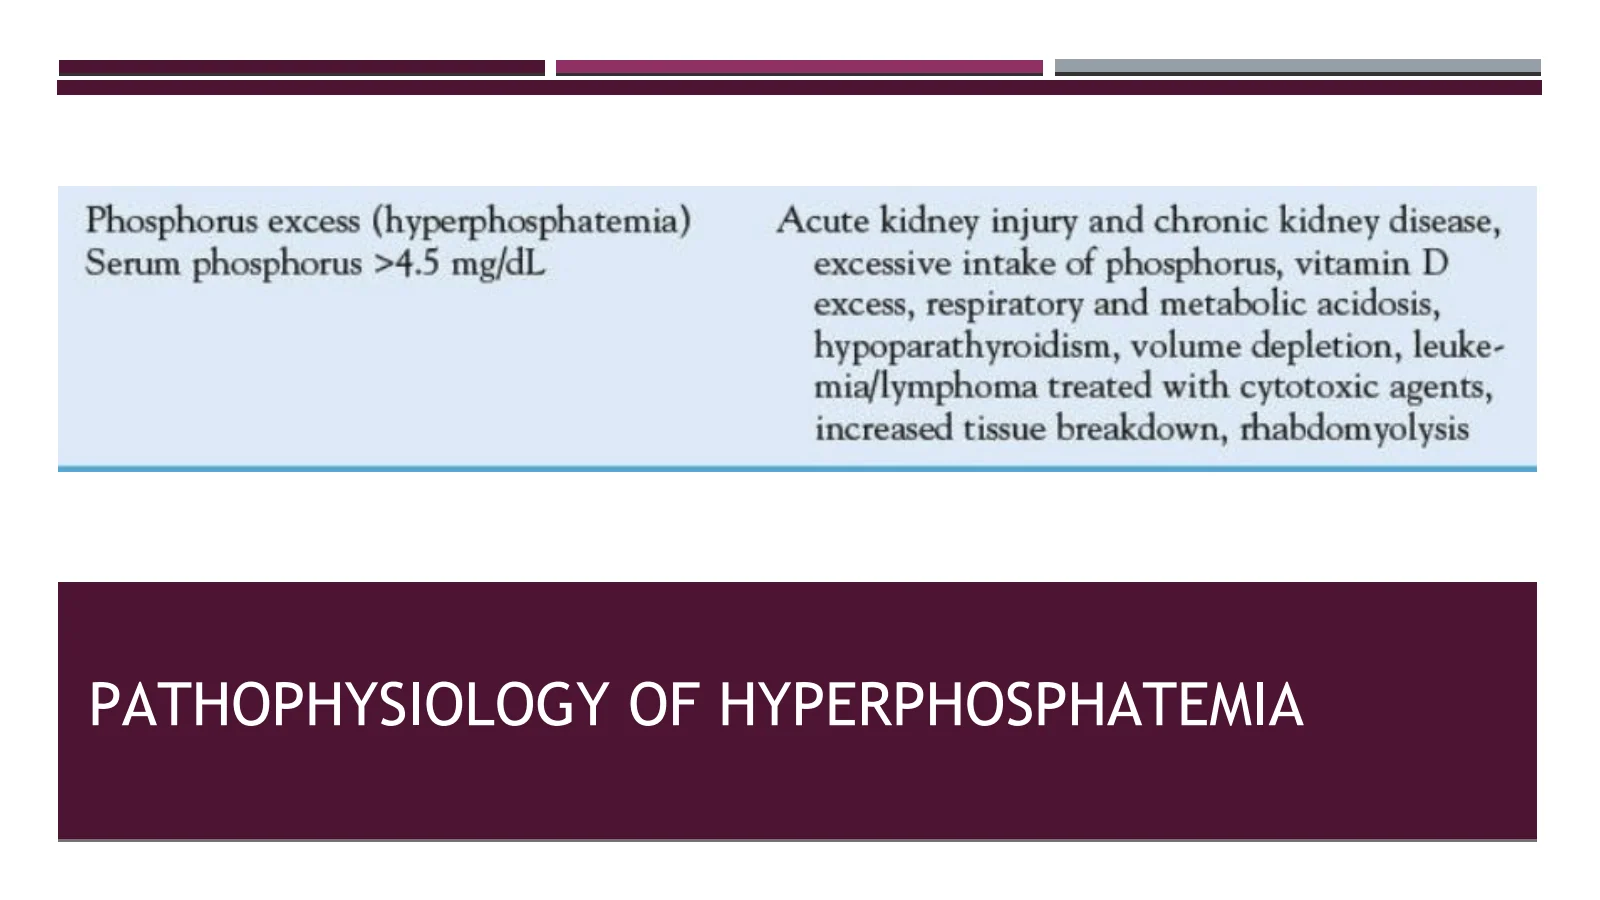 Phosphorus excess (hyperphosphatemia)
Serum phosphorus >4.5 mg/dL
Acute kidney injury and chronic kidney disease,
excessive intake of phosphorus, vitamin D
excess, respiratory and metabolic acidosis,
hypoparathyroidism, volume depletion, leuke-
mia/lymphoma treated with cytotoxic agents,
increased tissue breakdown, rhabdomyolysis
PATHOPHYSIOLOGY OF HYPERPHOSPHATEMIA